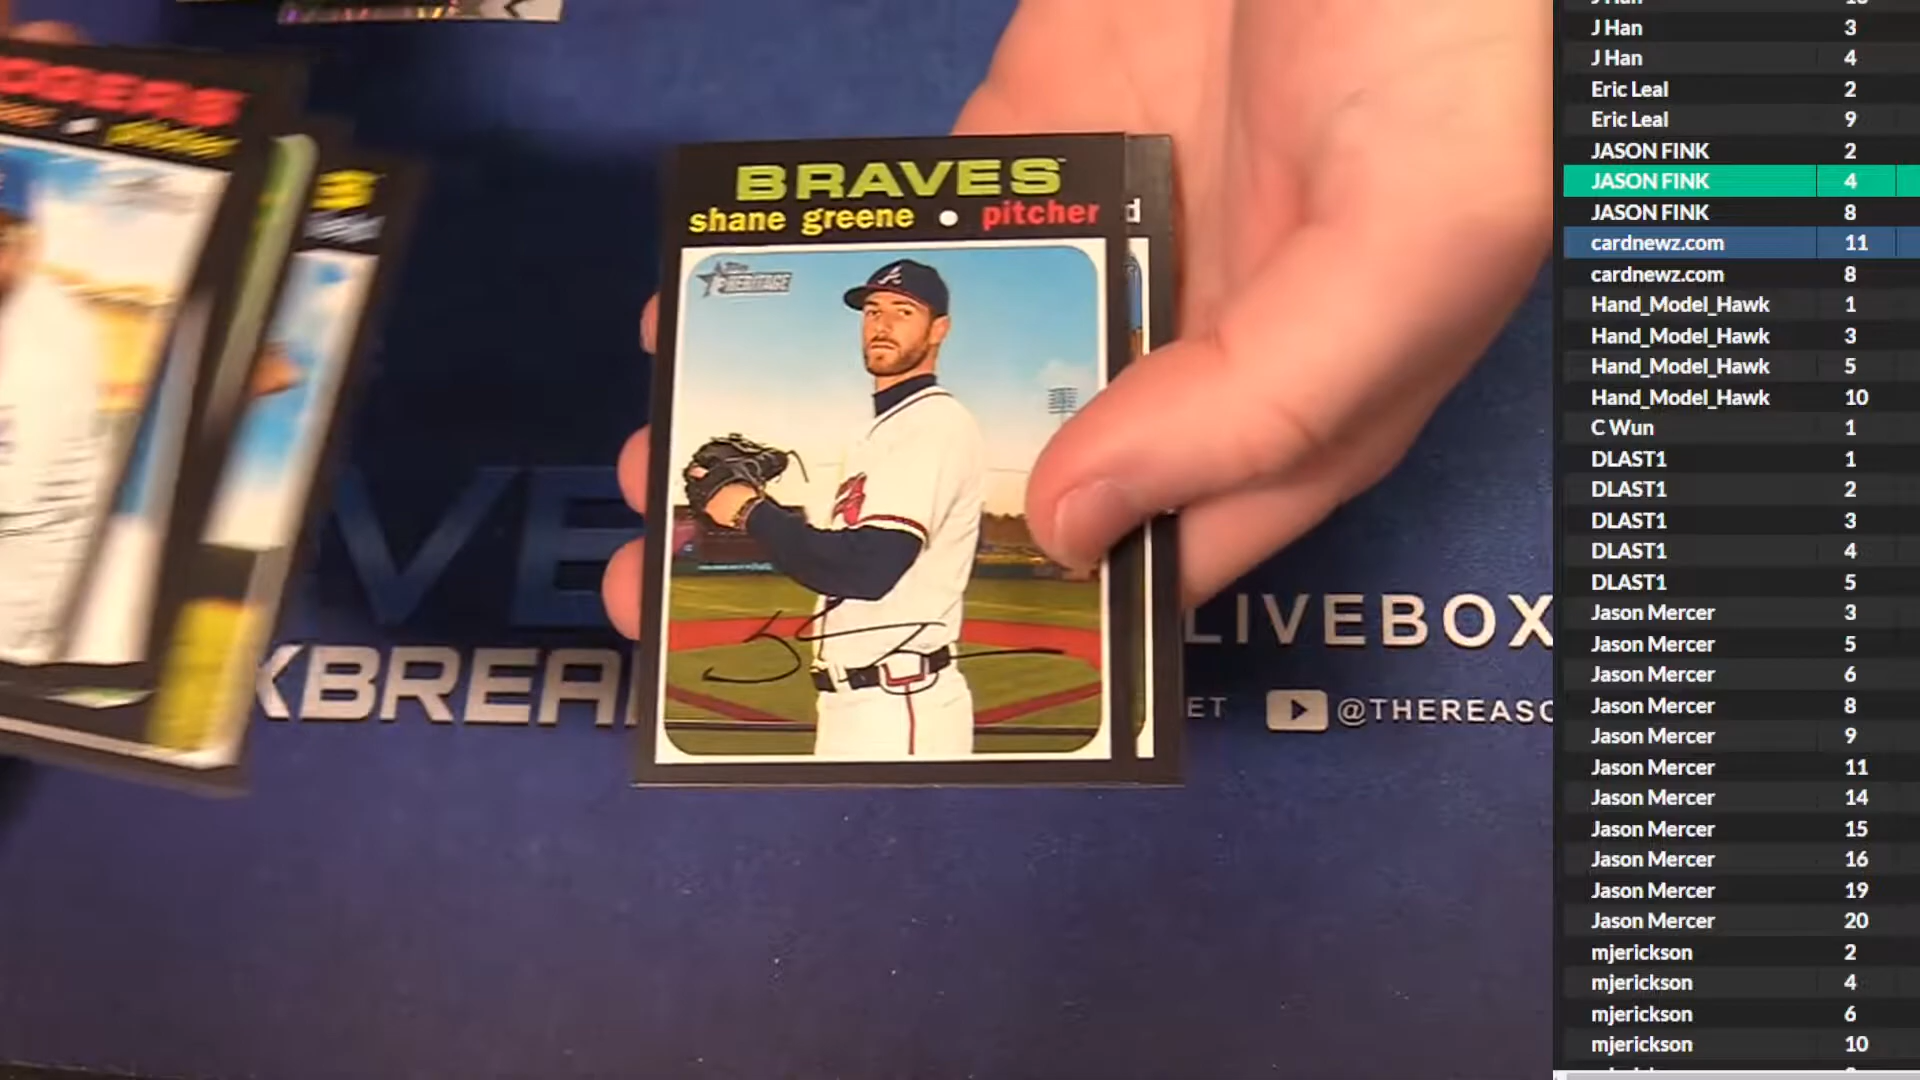 BRAVES
shane greene • pitcher
d
Topps
HERITAGE
LIVEBOX
XBREA
ET @THEREASO
J Han 3
J Han 4
Eric Leal 2
Eric Leal 9
JASON FINK 2
JASON FINK 4
JASON FINK 8
cardnewz.com 11
cardnewz.com 8
Hand_Model_Hawk 1
Hand_Model_Hawk 3
Hand_Model_Hawk 5
Hand_Model_Hawk 10
C Wun 1
DLAST1 1
DLAST1 2
DLAST1 3
DLAST1 4
DLAST1 5
Jason Mercer 3
Jason Mercer 5
Jason Mercer 6
Jason Mercer 8
Jason Mercer 9
Jason Mercer 11
Jason Mercer 14
Jason Mercer 15
Jason Mercer 16
Jason Mercer 19
Jason Mercer 20
mjerickson 2
mjerickson 4
mjerickson 6
mjerickson 10